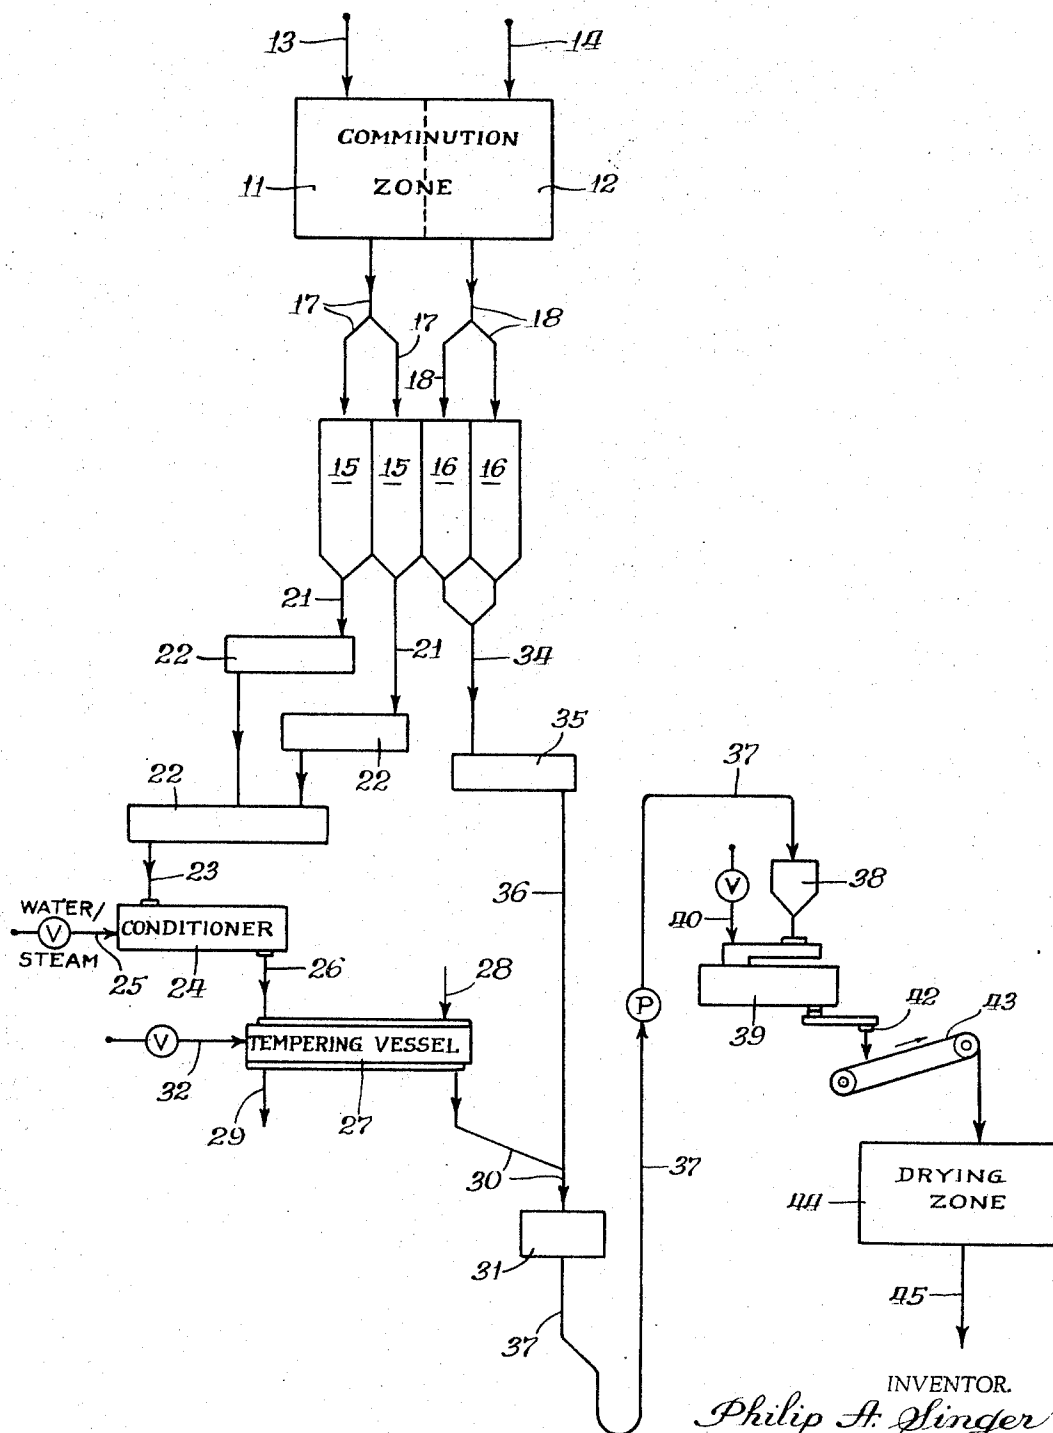 13
14
COMMINUTION
ZONE
11
12
17
18
17
18
15 15 16 16
21
21
34
22
35
22
22
37
23
36
38
WATER/
STEAM
V
CONDITIONER
V
40
25
24
26
28
P
39
42
43
V
TEMPERING VESSEL
32
29
27
30
37
DRYING
ZONE
44
31
45
37
INVENTOR.
Philip A. Singer